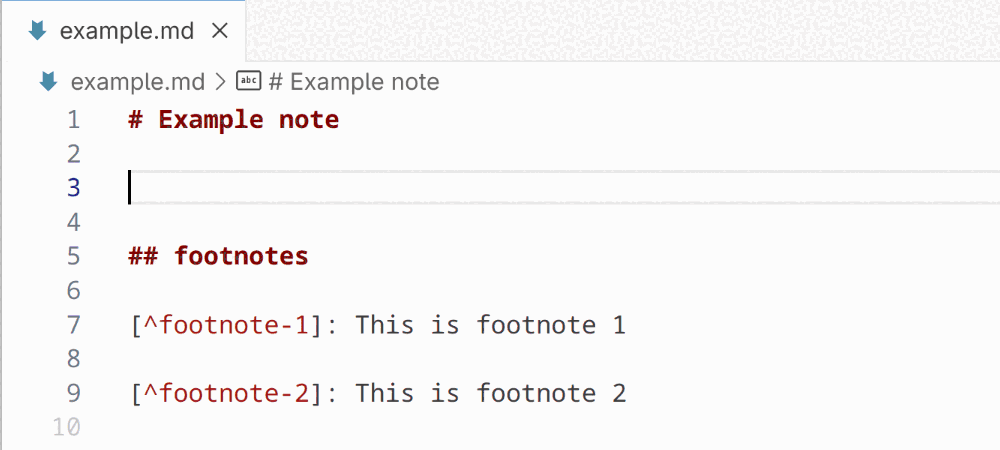 example.md ×
example.md > abc # Example note
1 # Example note
2
3
4
5 ## footnotes
6
7 [^footnote-1]: This is footnote 1
8
9 [^footnote-2]: This is footnote 2
10